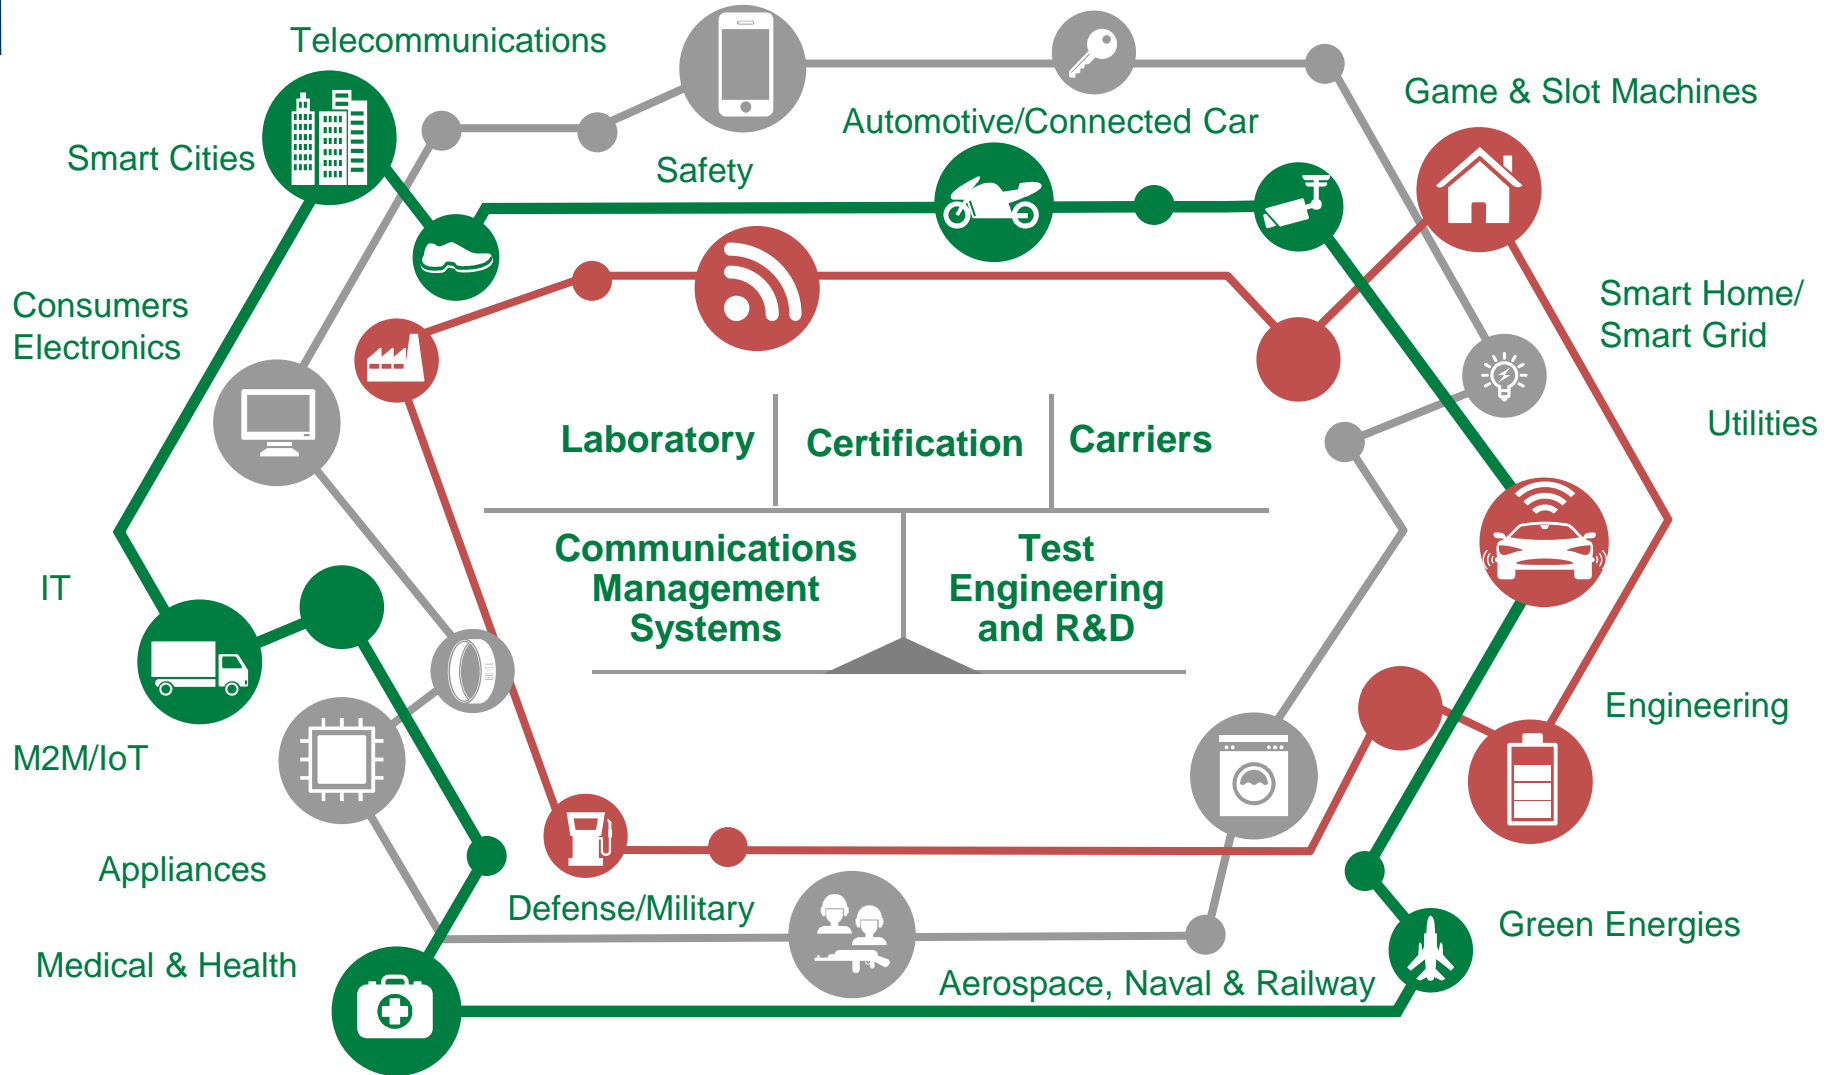 Telecommunications
Game & Slot Machines
Automotive/Connected Car
Smart Cities
Safety
Consumers
Electronics
Smart Home/
Smart Grid
Utilities
Laboratory
Certification
Carriers
Communications
Management
Systems
Test
Engineering
and R&D
IT
M2M/IoT
Engineering
Appliances
Defense/Military
Green Energies
Medical & Health
Aerospace, Naval & Railway